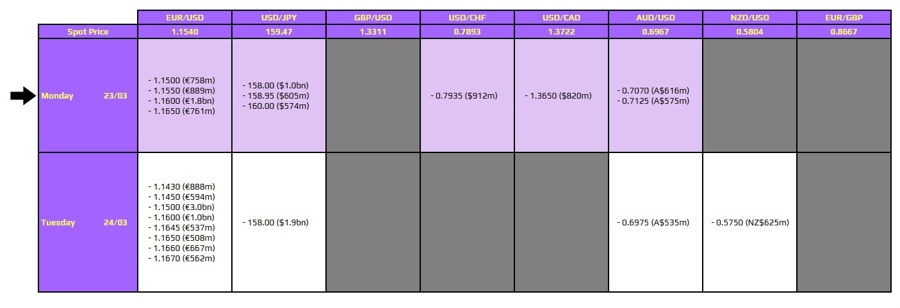 EUR/USD USD/JPY GBP/USD USD/CHF USD/CAD AUD/USD NZD/USD EUR/GBP
Spot Price 1.1540 159.47 1.3311 0.7893 1.3722 0.6967 0.5804 0.8667
Monday 23/03
- 1.1500 (€758m)
- 1.1550 (€889m)
- 1.1600 (€1.8bn)
- 1.1650 (€761m)
- 158.00 ($1.0bn)
- 158.95 ($605m)
- 160.00 ($574m)
- 0.7935 ($912m)
- 1.3650 ($820m)
- 0.7070 (A$616m)
- 0.7125 (A$575m)
Tuesday 24/03
- 1.1430 (€888m)
- 1.1450 (€594m)
- 1.1500 (€3.0bn)
- 1.1600 (€1.0bn)
- 1.1645 (€537m)
- 1.1650 (€508m)
- 1.1660 (€667m)
- 1.1670 (€562m)
- 158.00 ($1.9bn)
- 0.6975 (A$535m)
- 0.5750 (NZ$625m)